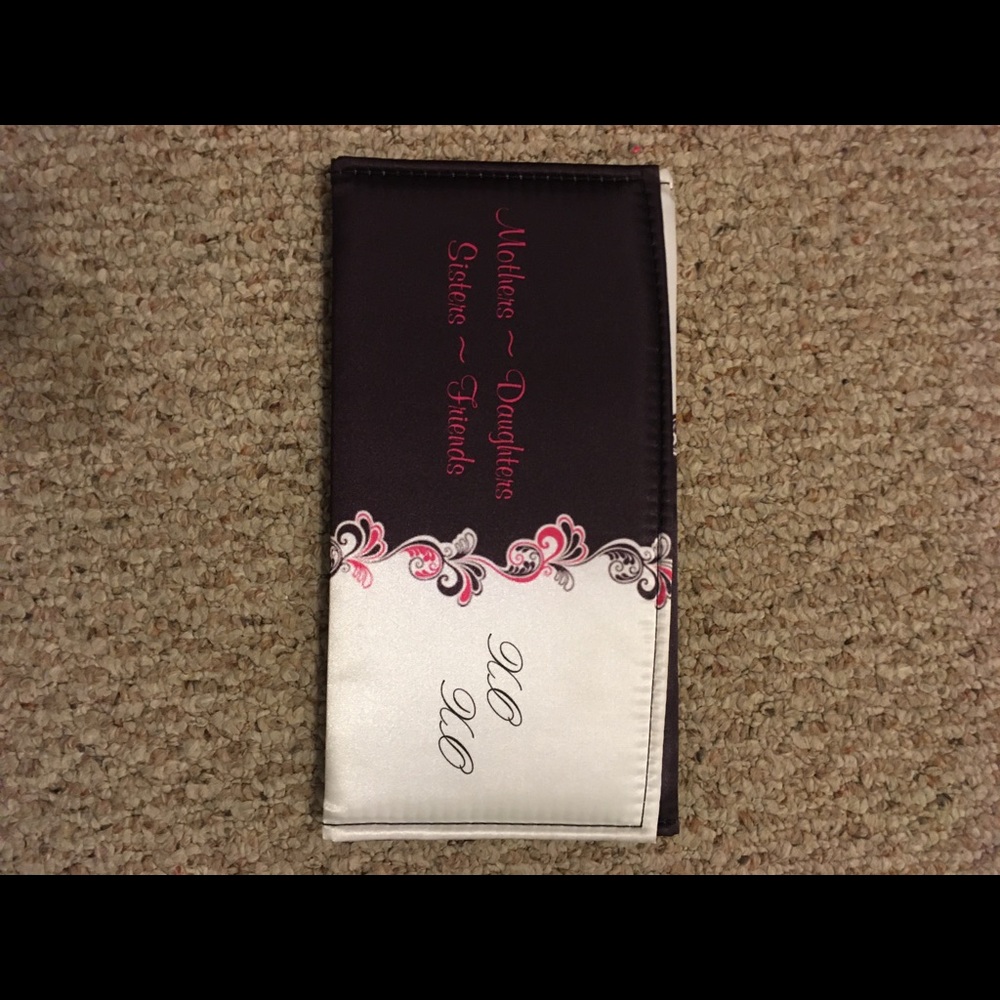 Mothers ~ Daughters
Sisters ~ Friends
XO
XO